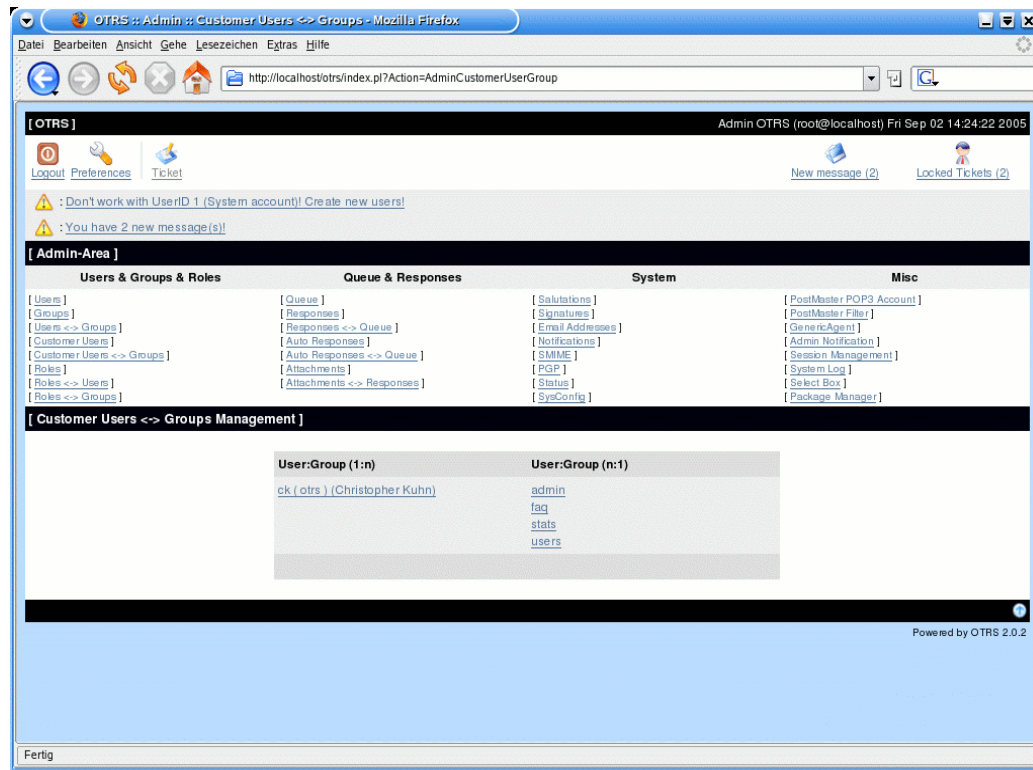 OTRS :: Admin :: Customer Users <-> Groups - Mozilla Firefox
Datei Bearbeiten Ansicht Gehe Lesezeichen Extras Hilfe
http://localhost/otrs/index.pl?Action=AdminCustomerUserGroup
[ OTRS ] Admin OTRS (root@localhost) Fri Sep 02 14:24:22 2005
Logout Preferences Ticket New message (2) Locked Tickets (2)
: Don't work with UserID 1 (System account)! Create new users!
: You have 2 new message(s)!
[ Admin-Area ]
Users & Groups & Roles Queue & Responses System Misc
[ Users ] [ Queue ] [ Salutations ] [ PostMaster POP3 Account ]
[ Groups ] [ Responses ] [ Signatures ] [ PostMaster Filter ]
[ Users <-> Groups ] [ Responses <-> Queue ] [ Email Addresses ] [ GenericAgent ]
[ Customer Users ] [ Auto Responses ] [ Notifications ] [ Admin Notification ]
[ Customer Users <-> Groups ] [ Auto Responses <-> Queue ] [ SMIME ] [ Session Management ]
[ Roles ] [ Attachments ] [ PGP ] [ System Log ]
[ Roles <-> Users ] [ Attachments <-> Responses ] [ Status ] [ Select Box ]
[ Roles <-> Groups ] [ SysConfig ] [ Package Manager ]
[ Customer Users <-> Groups Management ]
User:Group (1:n) User:Group (n:1)
ck ( otrs ) (Christopher Kuhn) admin
faq
stats
users
Powered by OTRS 2.0.2
Fertig